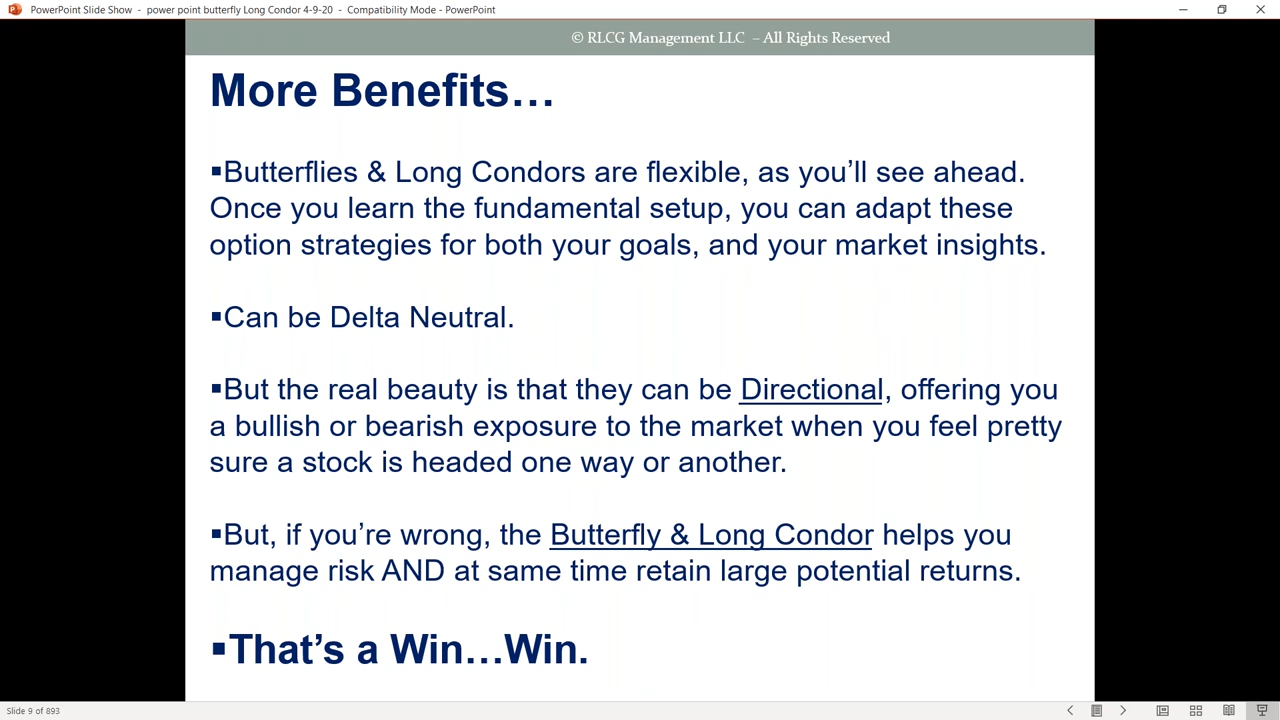 PowerPoint Slide Show - power point butterfly Long Condor 4-9-20 - Compatibility Mode - PowerPoint
© RLCG Management LLC – All Rights Reserved
More Benefits…
▪Butterflies & Long Condors are flexible, as you’ll see ahead.
Once you learn the fundamental setup, you can adapt these
option strategies for both your goals, and your market insights.
▪Can be Delta Neutral.
▪But the real beauty is that they can be Directional, offering you
a bullish or bearish exposure to the market when you feel pretty
sure a stock is headed one way or another.
▪But, if you’re wrong, the Butterfly & Long Condor helps you
manage risk AND at same time retain large potential returns.
▪That’s a Win…Win.
Slide 9 of 893